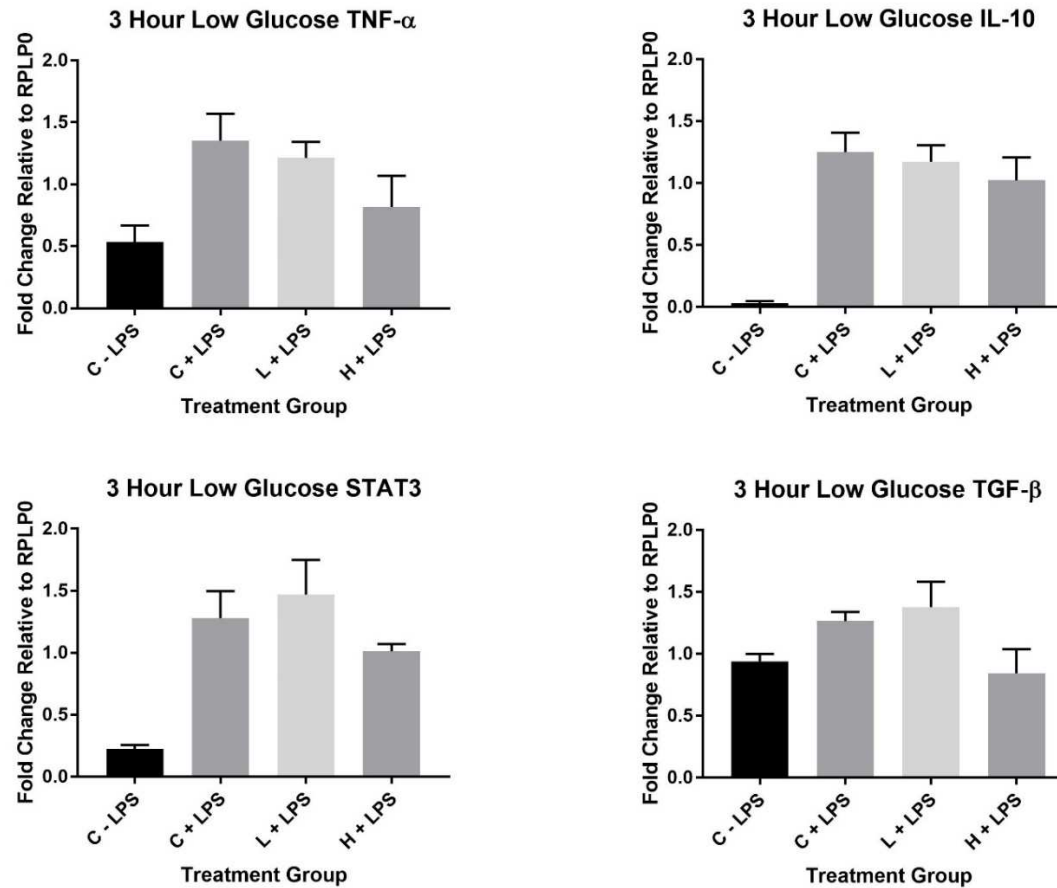 3 Hour Low Glucose TNF-α
Fold Change Relative to RPLP0
2.0
1.5
1.0
0.5
0.0
C - LPS
C + LPS
L + LPS
H + LPS
Treatment Group
3 Hour Low Glucose IL-10
Fold Change Relative to RPLP0
2.0
1.5
1.0
0.5
0.0
C - LPS
C + LPS
L + LPS
H + LPS
Treatment Group
3 Hour Low Glucose STAT3
Fold Change Relative to RPLP0
2.0
1.5
1.0
0.5
0.0
C - LPS
C + LPS
L + LPS
H + LPS
Treatment Group
3 Hour Low Glucose TGF-β
Fold Change Relative to RPLP0
2.0
1.5
1.0
0.5
0.0
C - LPS
C + LPS
L + LPS
H + LPS
Treatment Group